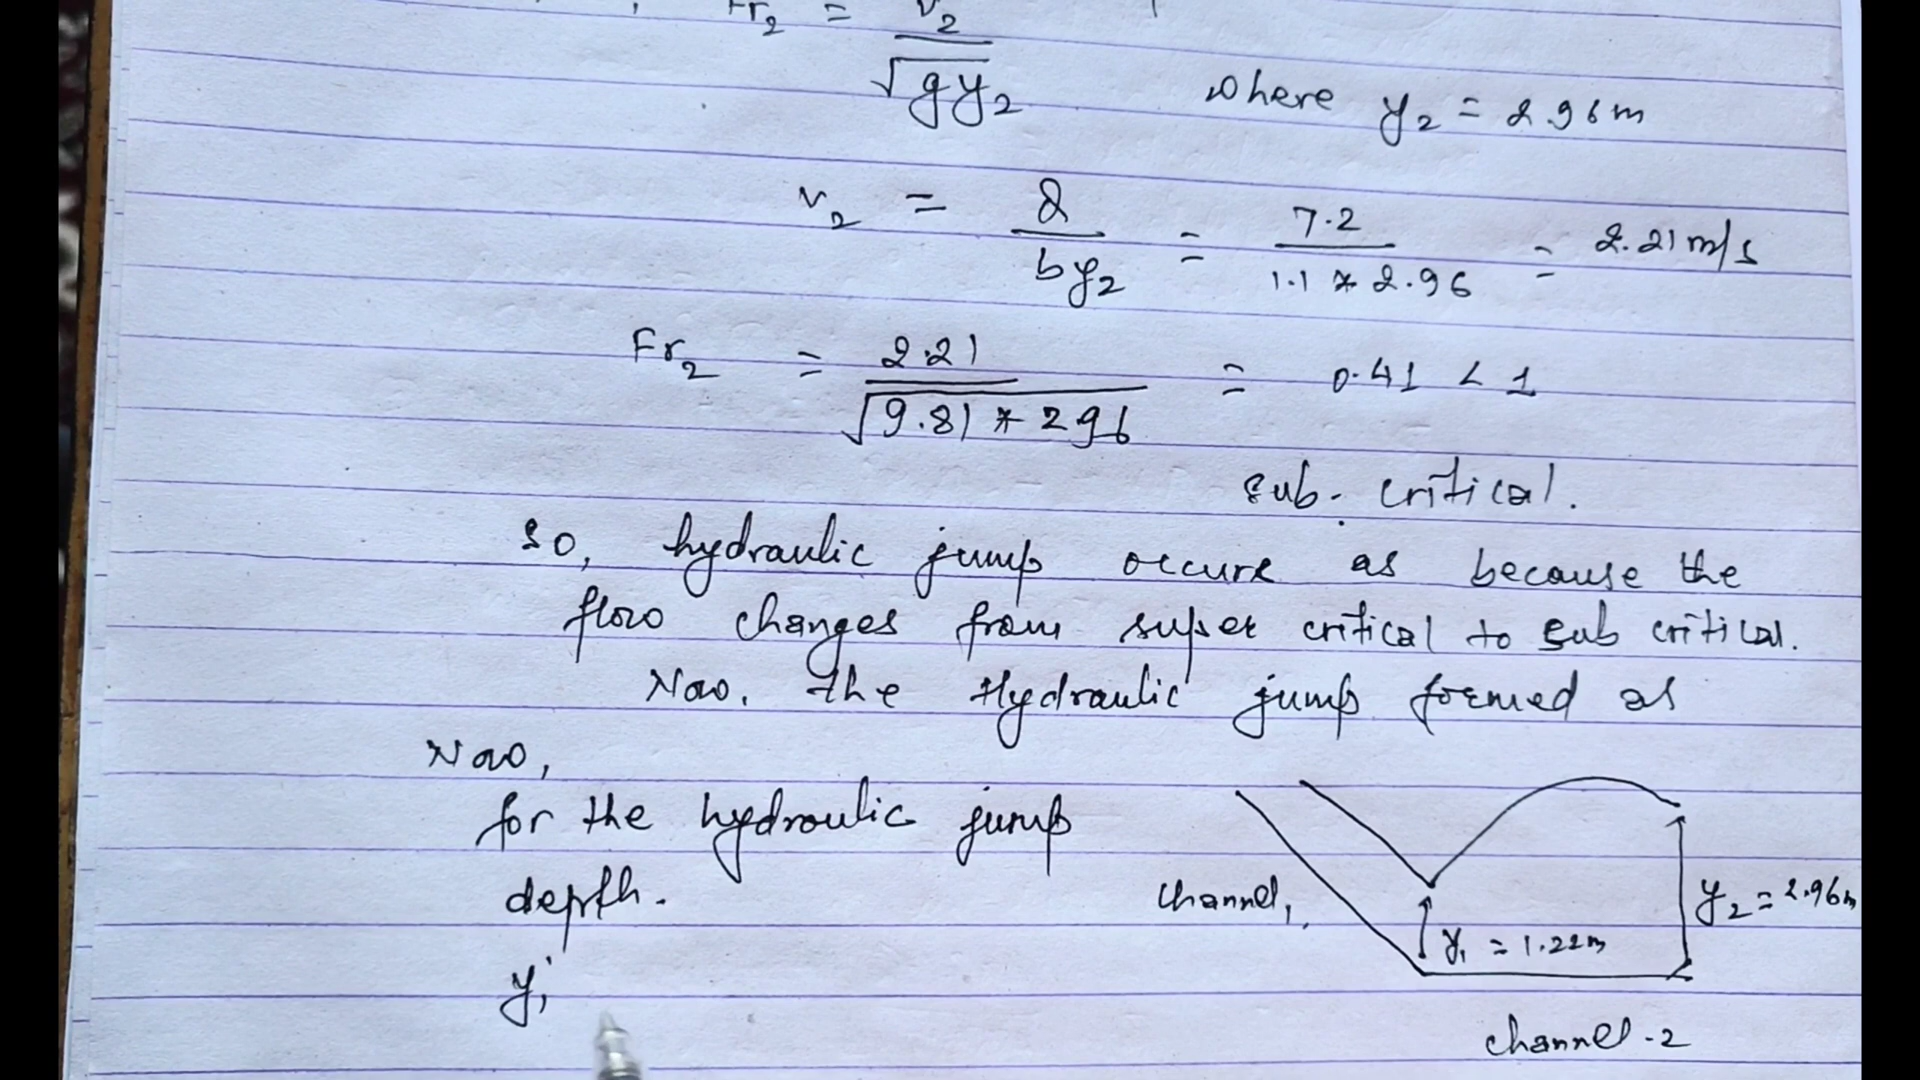 Fr₂ = v₂
√gy₂ where y₂ = 2.96m
v₂ = Q / by₂ = 7.2 / 1.1 * 2.96 = 2.21 m/s
Fr₂ = 2.21 / √9.81 * 296 = 0.41 < 1
sub-critical.
so, hydraulic jump occurs as because the
flow changes from super critical to sub critical.
Now, the Hydraulic jump formed as
Now,
for the hydraulic jump
depth.
y₁
channel₁,
y₁ = 1.22m
y₂ = 2.96m
channel-2